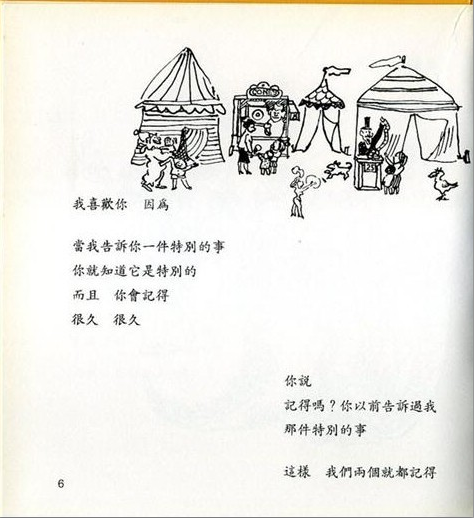 我喜歡你　因爲
當我告訴你一件特別的事
你就知道它是特別的
而且　你會記得
很久　很久
你說
記得嗎？你以前告訴過我
那件特別的事
這樣　我們兩個就都記得
6